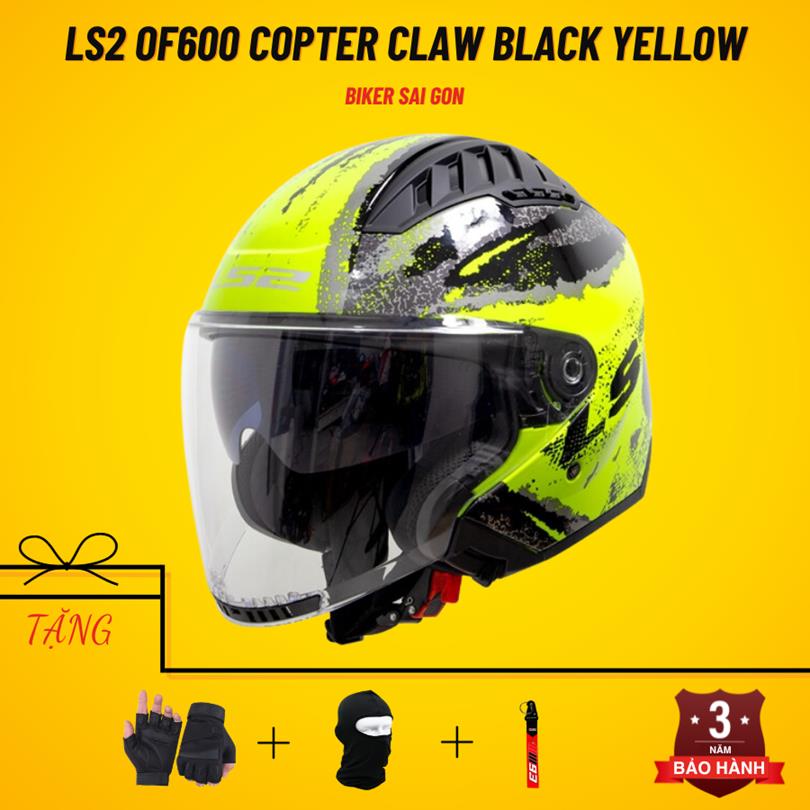 LS2 OF600 COPTER CLAW BLACK YELLOW
BIKER SAI GON
LS2
LS
TẶNG
3
NĂM
BẢO HÀNH